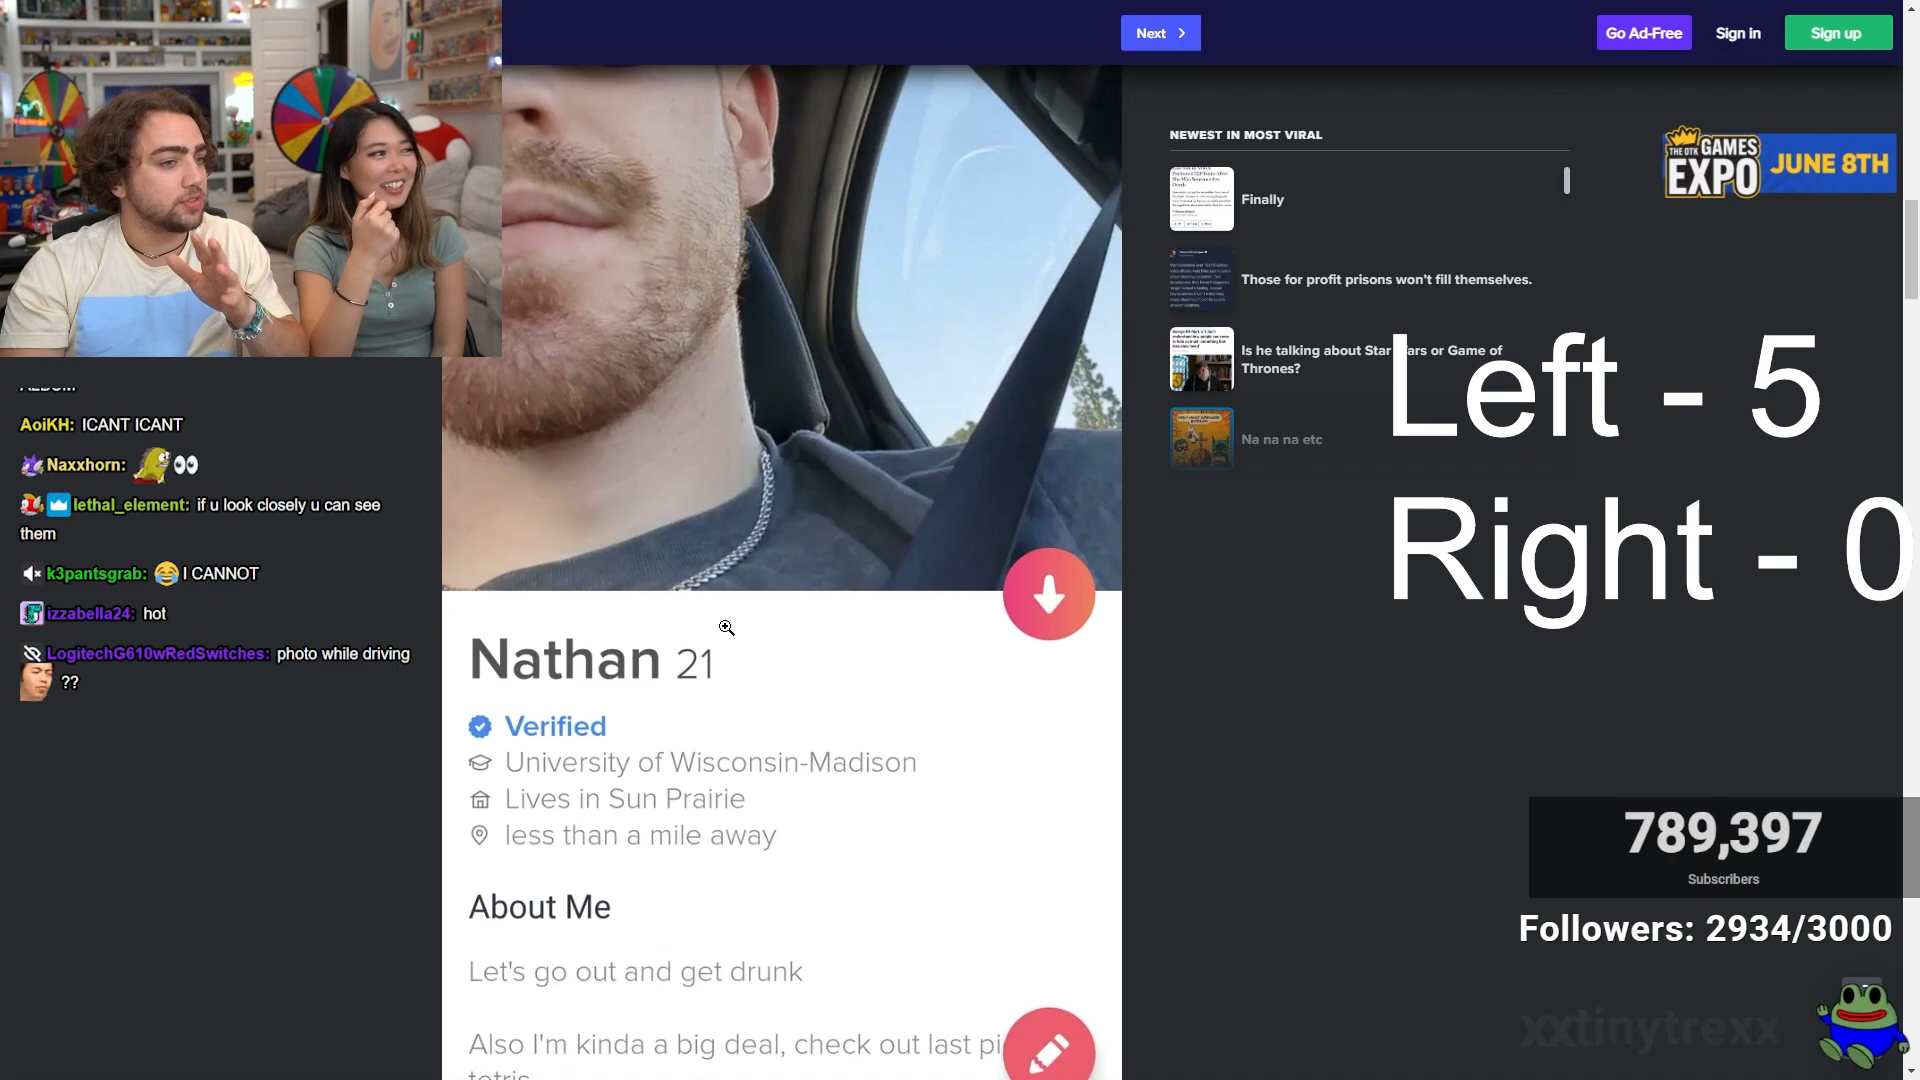 Next
Go Ad-Free
Sign in
Sign up
NEWEST IN MOST VIRAL
Finally
Those for profit prisons won't fill themselves.
Is he talking about Star Wars or Game of
Thrones?
Na na na etc
THE OTK GAMES
EXPO
JUNE 8TH
Left - 5
Right - 0
ALBUM
AoiKH: ICANT ICANT
Naxxhorn:
lethal_element: if u look closely u can see
them
k3pantsgrab: I CANNOT
izzabella24: hot
LogitechG610wRedSwitches: photo while driving
??
Nathan 21
Verified
University of Wisconsin-Madison
Lives in Sun Prairie
less than a mile away
About Me
Let's go out and get drunk
Also I'm kinda a big deal, check out last pi
tetris
789,397
Subscribers
Followers: 2934/3000
xxtinytrexx